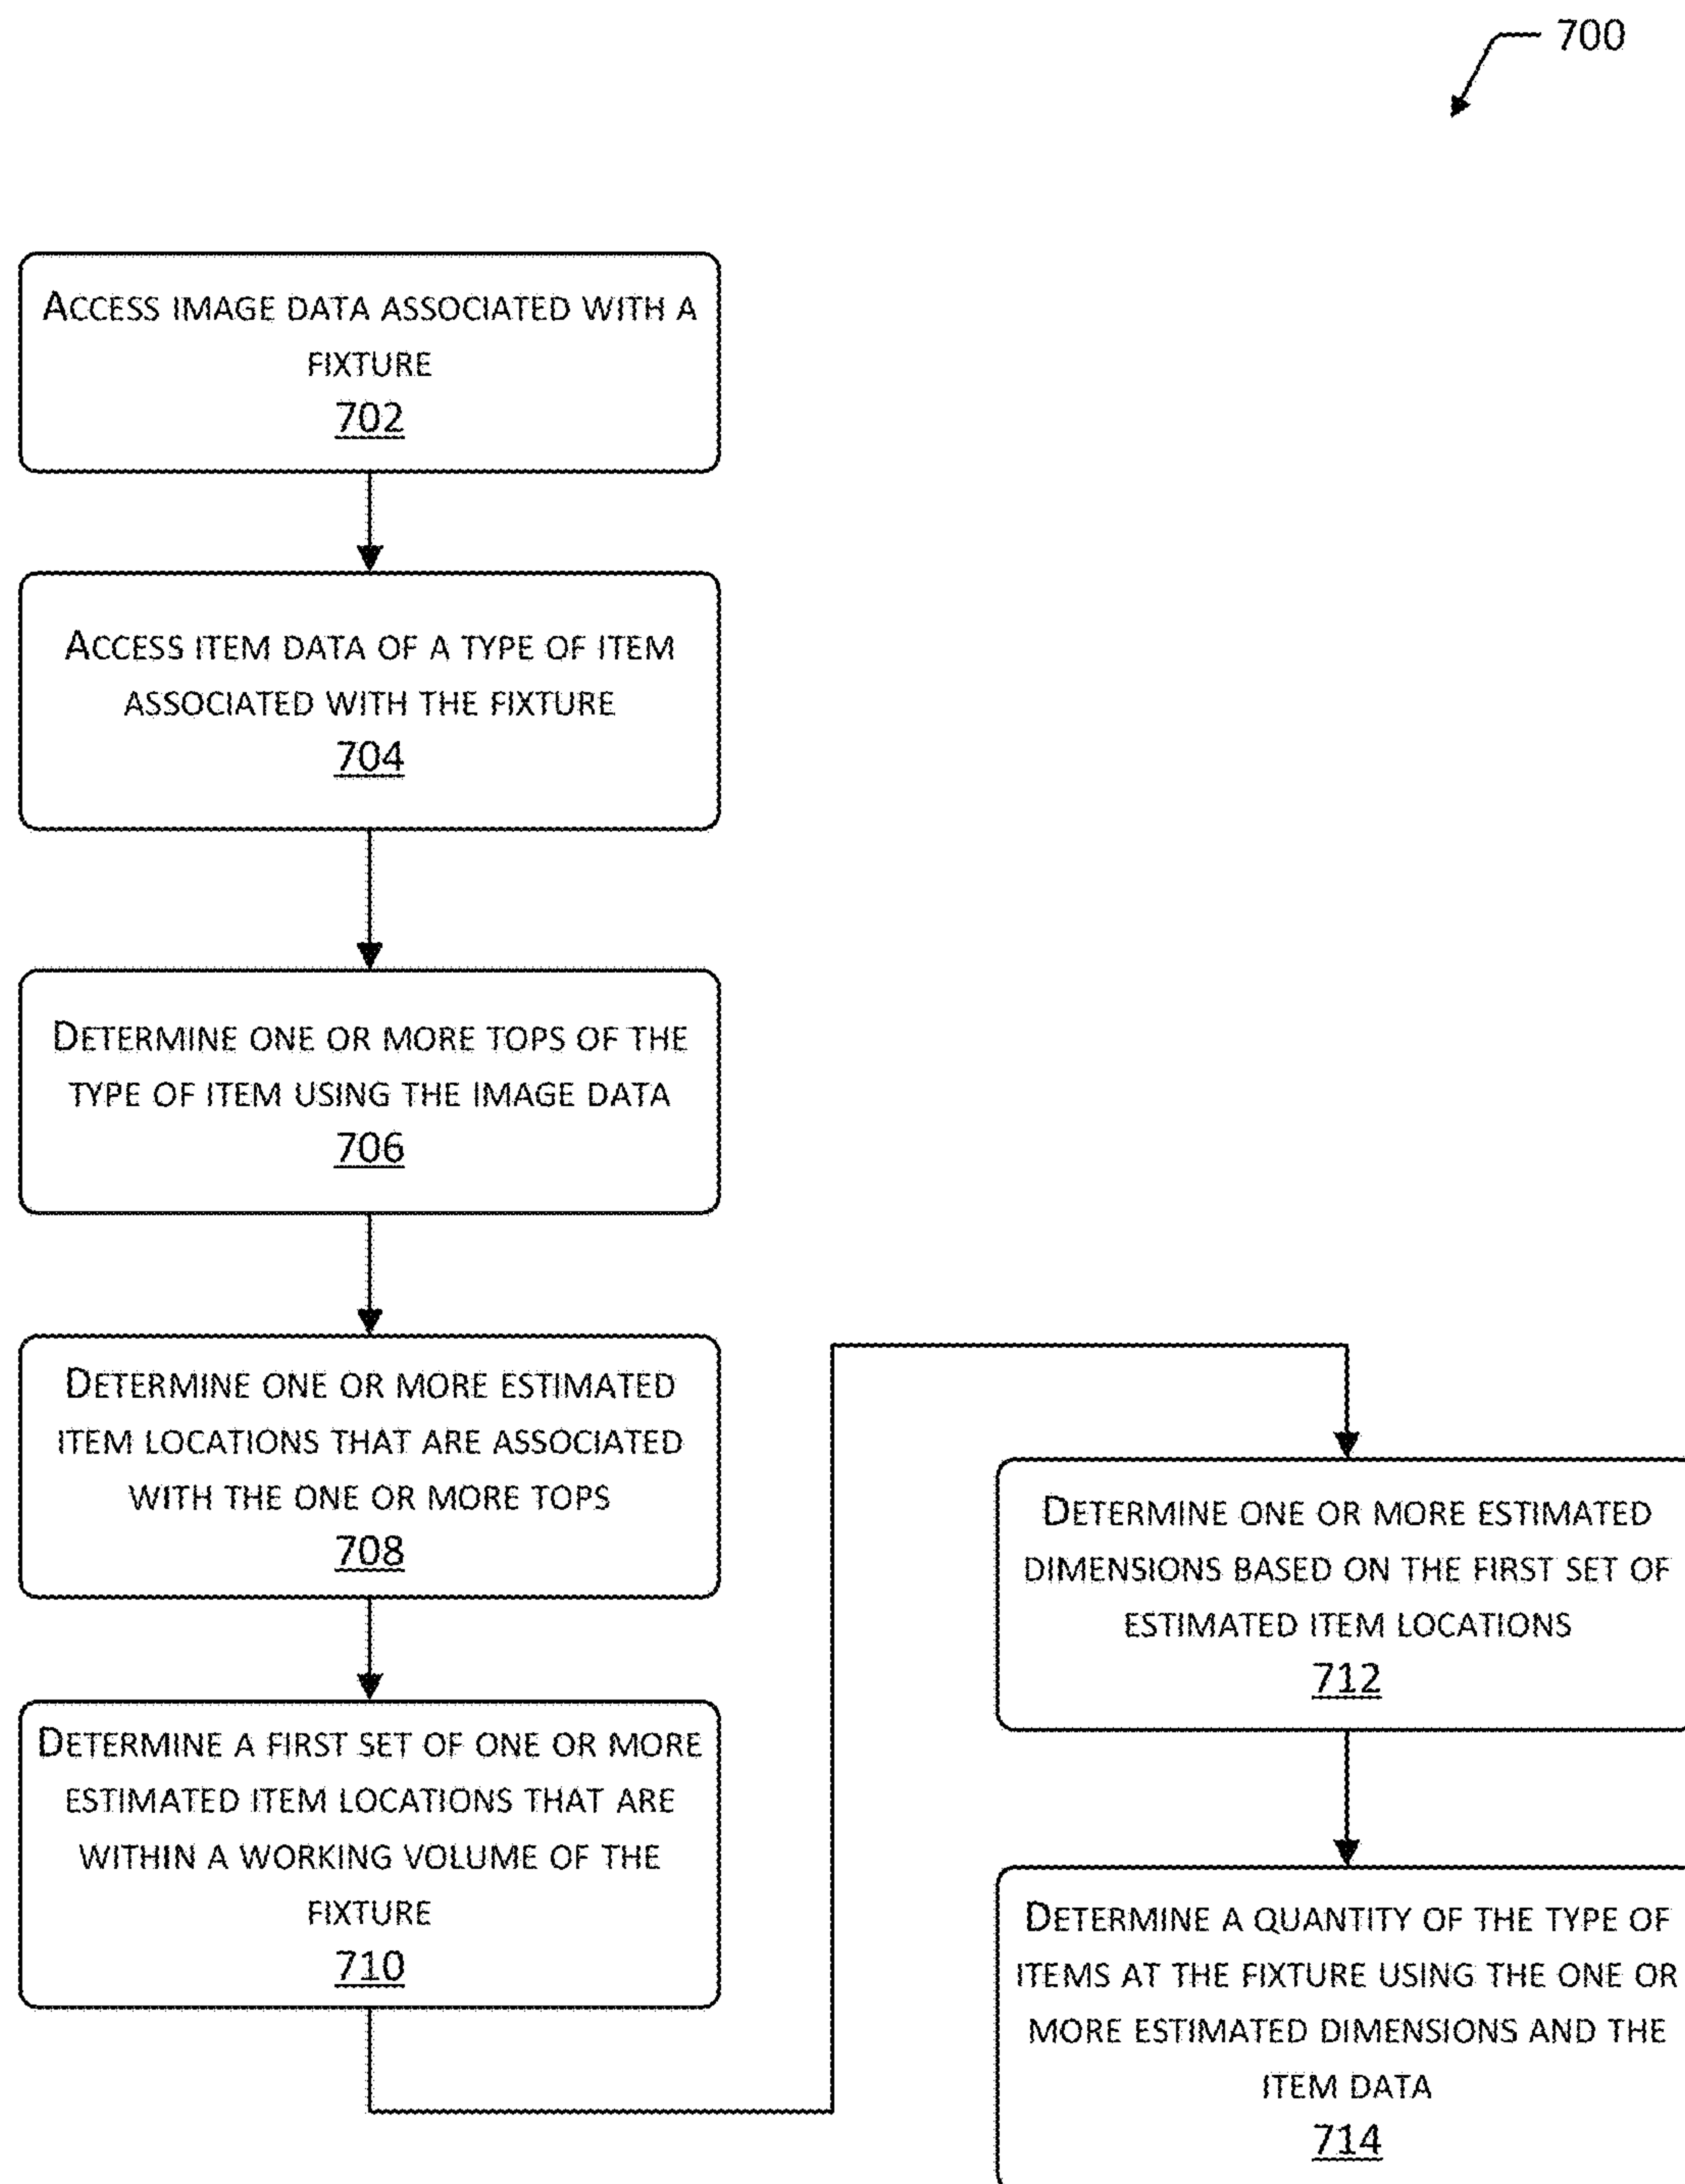 700
ACCESS IMAGE DATA ASSOCIATED WITH A
FIXTURE
702
ACCESS ITEM DATA OF A TYPE OF ITEM
ASSOCIATED WITH THE FIXTURE
704
DETERMINE ONE OR MORE TOPS OF THE
TYPE OF ITEM USING THE IMAGE DATA
706
DETERMINE ONE OR MORE ESTIMATED
ITEM LOCATIONS THAT ARE ASSOCIATED
WITH THE ONE OR MORE TOPS
708
DETERMINE A FIRST SET OF ONE OR MORE
ESTIMATED ITEM LOCATIONS THAT ARE
WITHIN A WORKING VOLUME OF THE
FIXTURE
710
DETERMINE ONE OR MORE ESTIMATED
DIMENSIONS BASED ON THE FIRST SET OF
ESTIMATED ITEM LOCATIONS
712
DETERMINE A QUANTITY OF THE TYPE OF
ITEMS AT THE FIXTURE USING THE ONE OR
MORE ESTIMATED DIMENSIONS AND THE
ITEM DATA
714